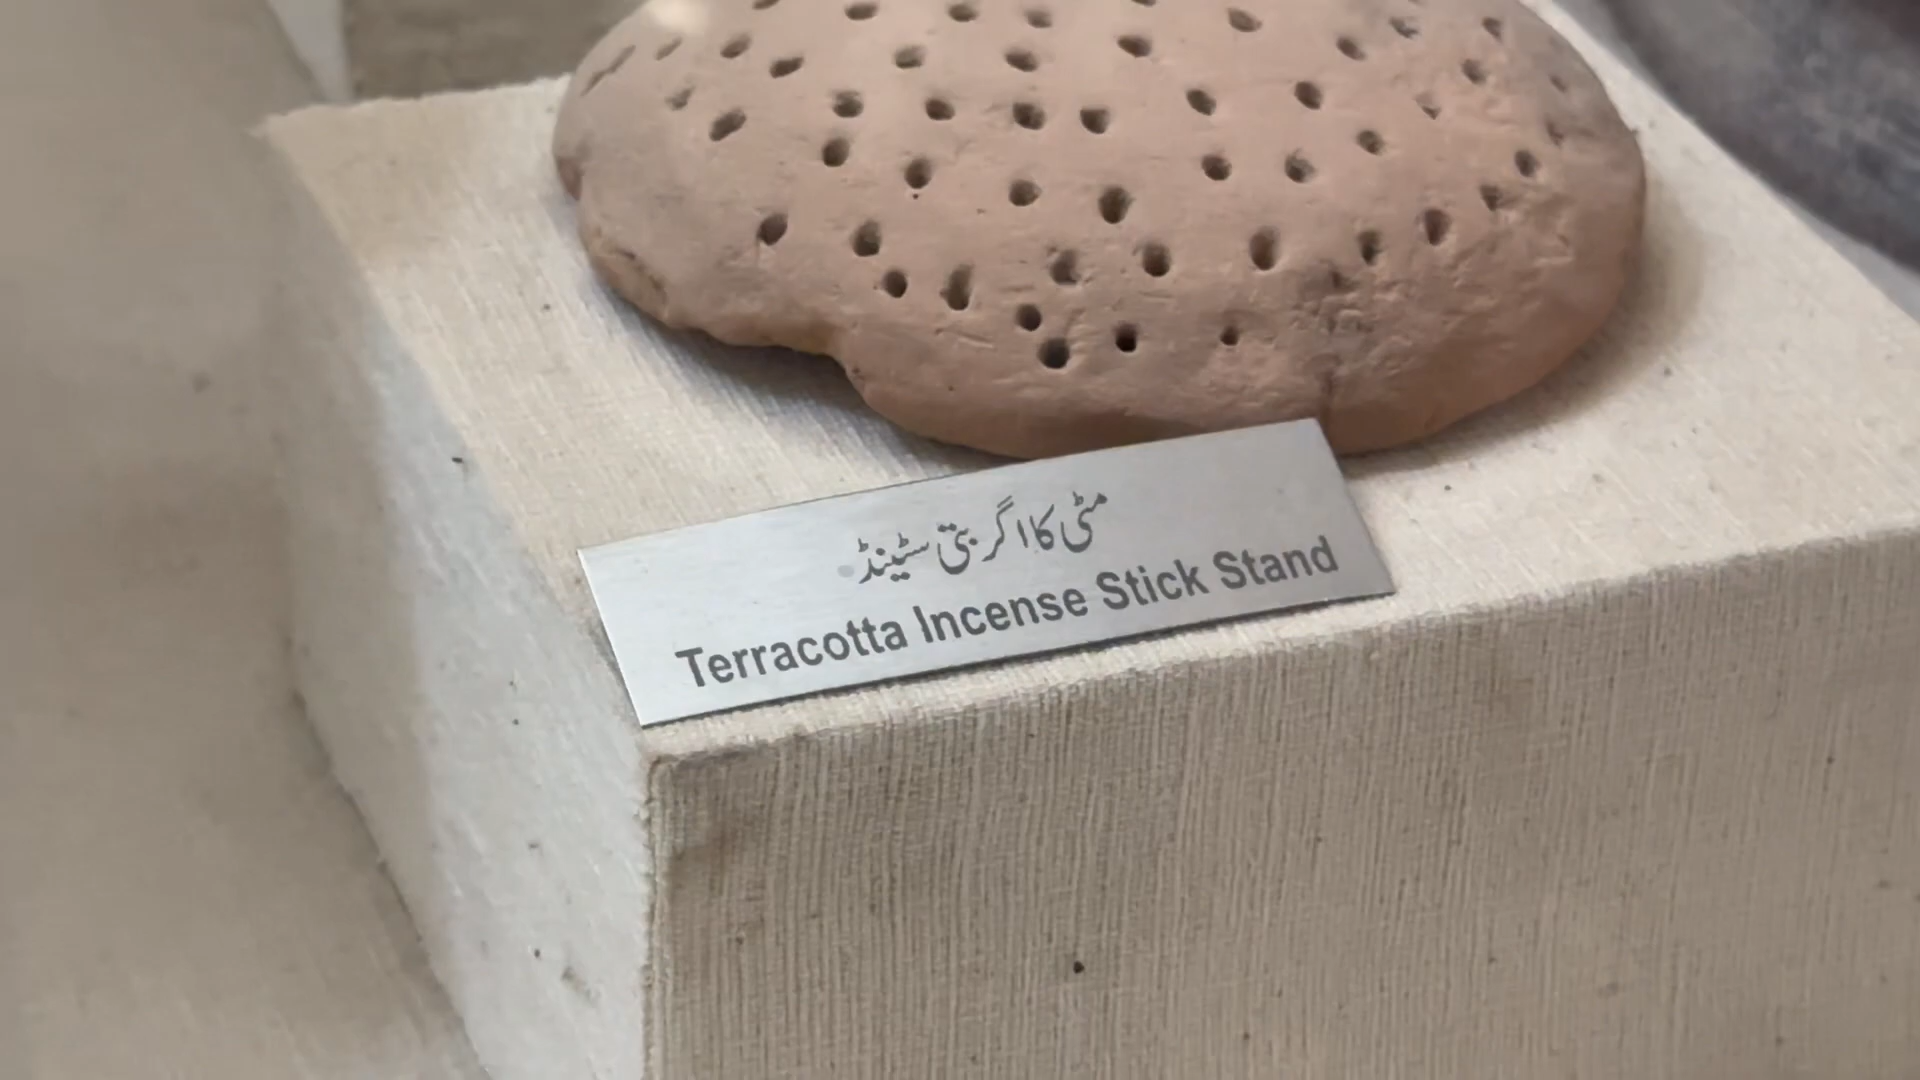 مٹی کا اگر بتی سٹینڈ
Terracotta Incense Stick Stand